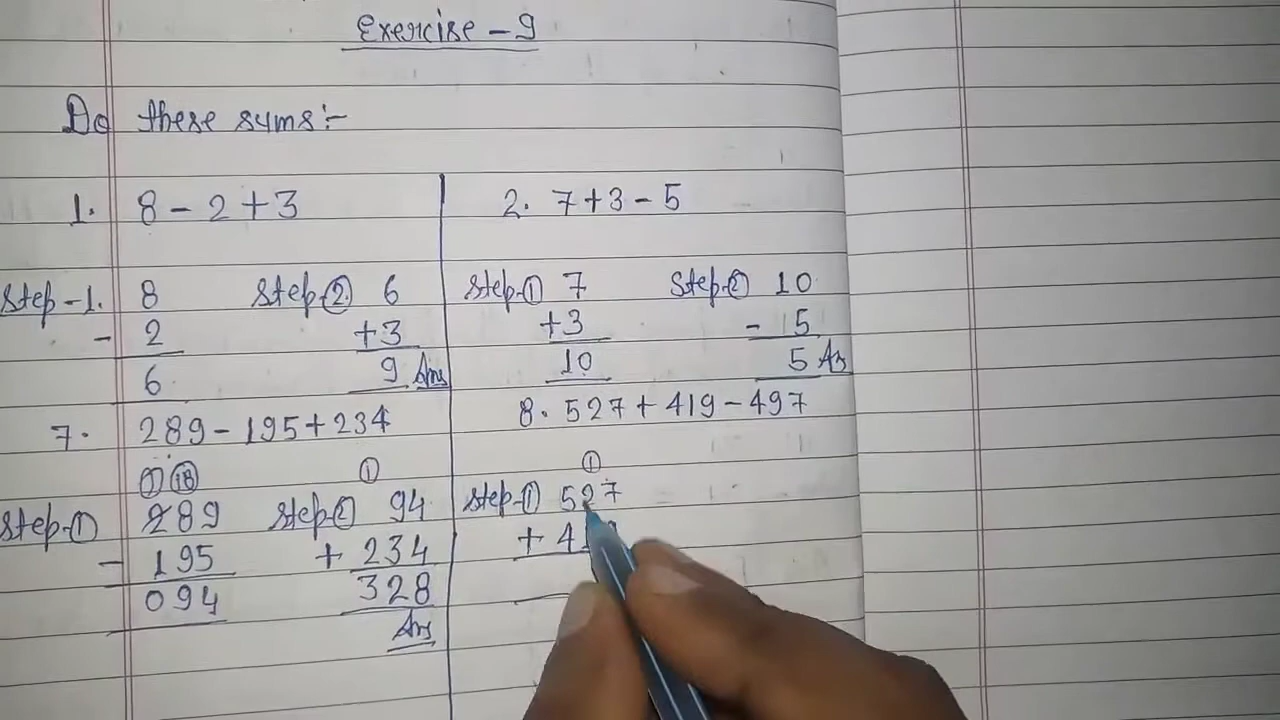 Exercise - 9
Do these sums:-
1. 8 - 2 + 3
Step - 1. 8
- 2
6
Step-② 6
+3
9 Ans
2. 7 + 3 - 5
Step-① 7
+3
10
Step-② 10
- 5
5 An
7. 289 - 195 + 234
① ⑱
Step-① 289
- 195
094
①
Step-② 94
+ 234
328
Ans
8. 527 + 419 - 497
①
Step-① 527
+ 4